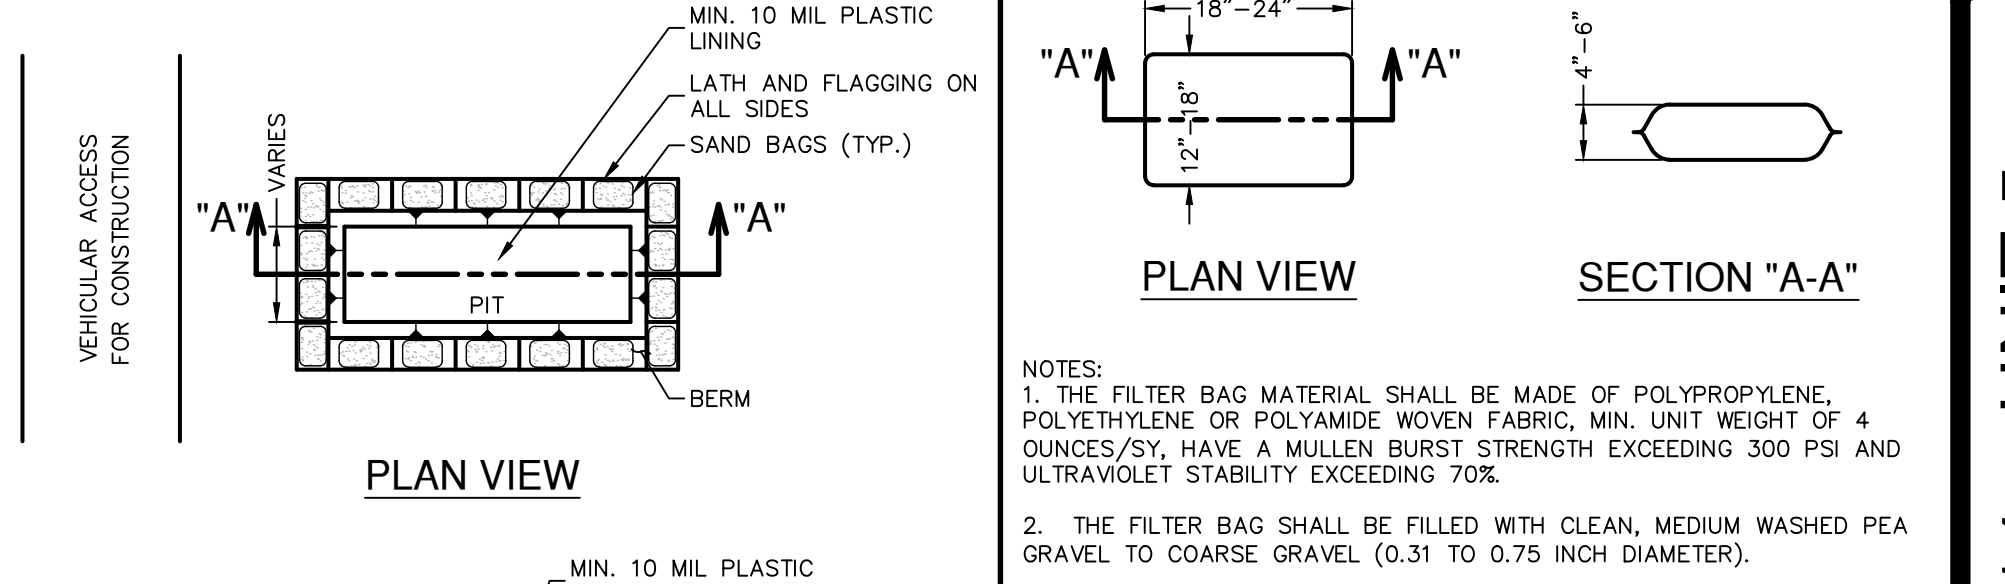 MIN. 10 MIL PLASTIC
LINING
LATH AND FLAGGING ON
ALL SIDES
SAND BAGS (TYP.)
VEHICULAR ACCESS
FOR CONSTRUCTION
VARIES
"A"
"A"
PIT
BERM
PLAN VIEW
MIN. 10 MIL PLASTIC
18"-24"
"A"
"A"
12"-18"
PLAN VIEW
4"-6"
SECTION "A-A"
NOTES:
1. THE FILTER BAG MATERIAL SHALL BE MADE OF POLYPROPYLENE,
POLYETHYLENE OR POLYAMIDE WOVEN FABRIC, MIN. UNIT WEIGHT OF 4
OUNCES/SY, HAVE A MULLEN BURST STRENGTH EXCEEDING 300 PSI AND
ULTRAVIOLET STABILITY EXCEEDING 70%.
2. THE FILTER BAG SHALL BE FILLED WITH CLEAN, MEDIUM WASHED PEA
GRAVEL TO COARSE GRAVEL (0.31 TO 0.75 INCH DIAMETER).